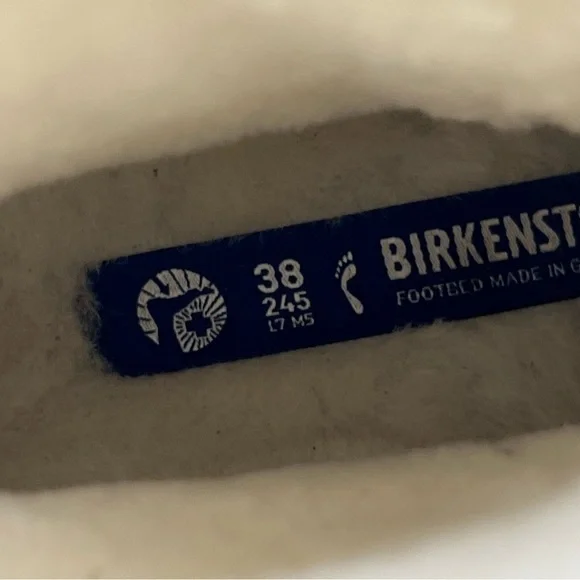 38
245
L7 M5
BIRKENST
FOOTBED MADE IN G